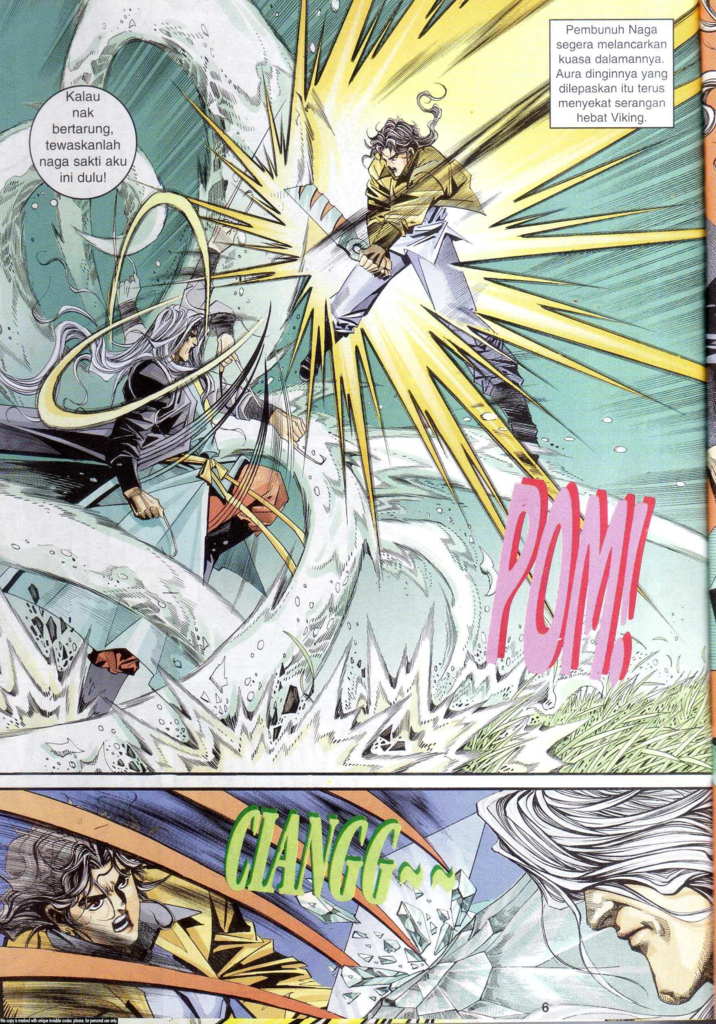 Pembunuh Naga
segera melancarkan
kuasa dalamannya.
Aura dinginnya yang
dilepaskan itu terus
menyekat serangan
hebat Viking.
Kalau
nak
bertarung,
tewaskanlah
naga sakti aku
ini dulu!
POM!
CIANGG~~
6